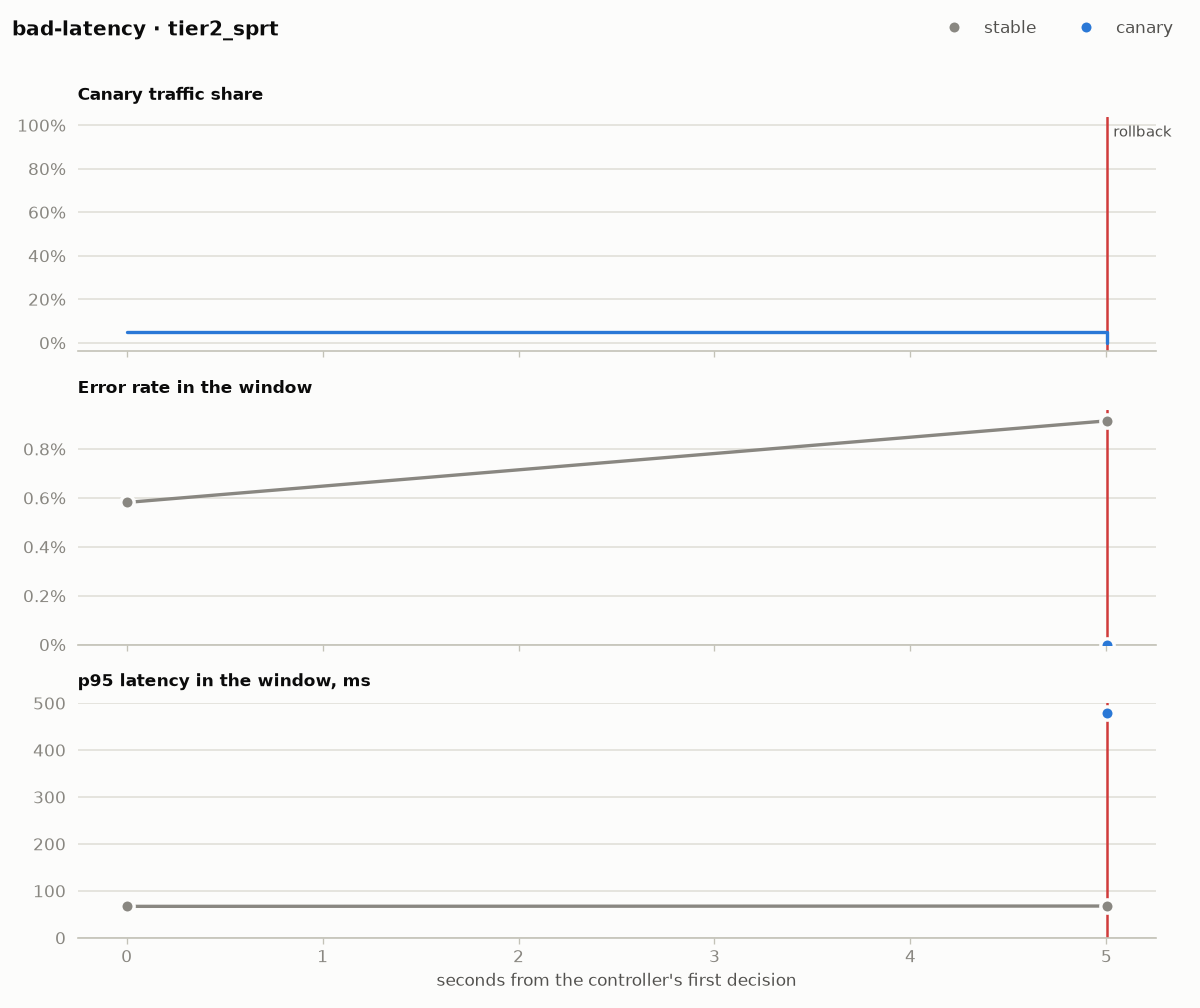 bad-latency · tier2_sprt
stable
canary
Canary traffic share
100%
rollback
80%
60%
40%
20%
0%
Error rate in the window
0.8%
0.6%
0.4%
0.2%
0%
p95 latency in the window, ms
500
400
300
200
100
0
0 1 2 3 4 5
seconds from the controller's first decision